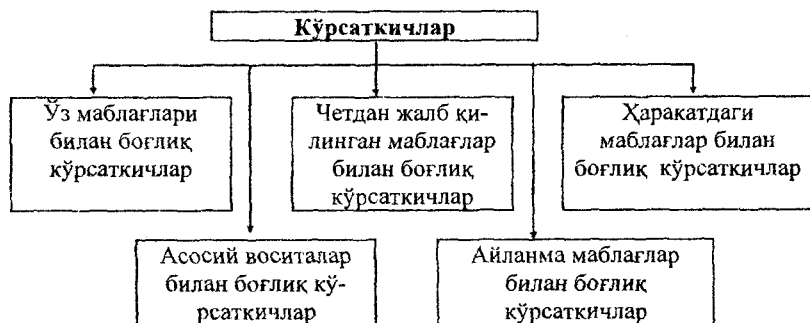 Кўрсаткичлар
Ўз маблағлари
билан боғлиқ
кўрсаткичлар
Четдан жалб қи-
линган маблағлар
билан боғлиқ
кўрсаткичлар
Ҳаракатдаги
маблағлар билан
боғлиқ кўрсаткичлар
Асосий воситалар
билан боғлиқ кў-
рсаткичлар
Айланма маблағлар
билан боғлиқ
кўрсаткичлар